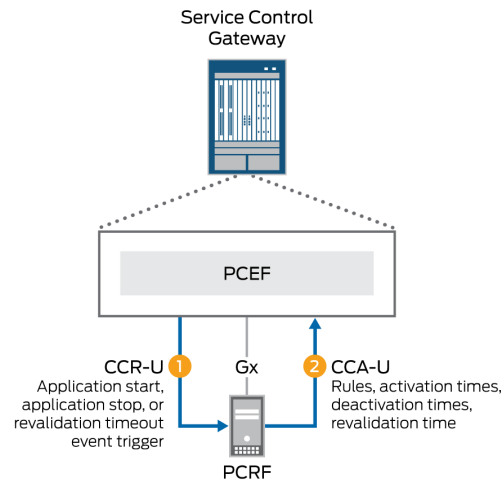 Service Control
Gateway
PCEF
CCR-U
1
Application start,
application stop, or
revalidation timeout
event trigger
Gx
2
CCA-U
Rules, activation times,
deactivation times,
revalidation time
PCRF